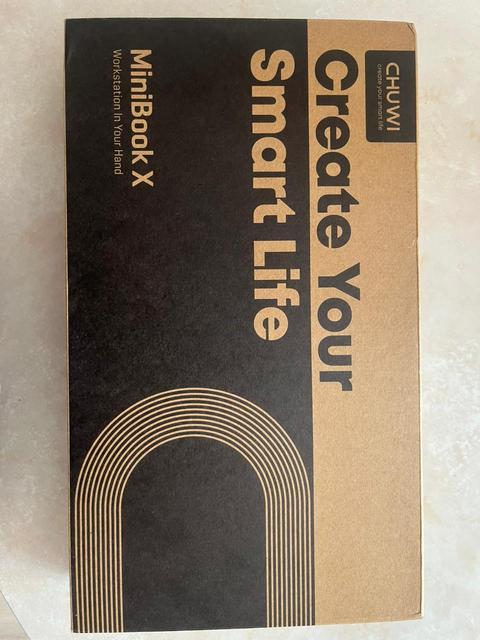 CHUWI
create your smart life
Create Your
Smart Life
MiniBook X
Workstation In Your Hand